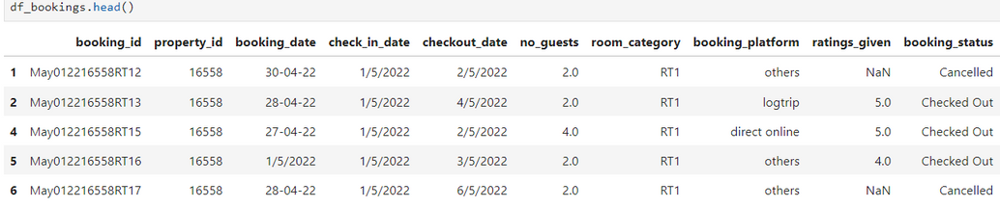 df_bookings.head()
booking_id property_id booking_date check_in_date checkout_date no_guests room_category booking_platform ratings_given booking_status
1 May012216558RT12 16558 30-04-22 1/5/2022 2/5/2022 2.0 RT1 others NaN Cancelled
2 May012216558RT13 16558 28-04-22 1/5/2022 4/5/2022 2.0 RT1 logtrip 5.0 Checked Out
4 May012216558RT15 16558 27-04-22 1/5/2022 2/5/2022 4.0 RT1 direct online 5.0 Checked Out
5 May012216558RT16 16558 1/5/2022 1/5/2022 3/5/2022 2.0 RT1 others 4.0 Checked Out
6 May012216558RT17 16558 28-04-22 1/5/2022 6/5/2022 2.0 RT1 others NaN Cancelled